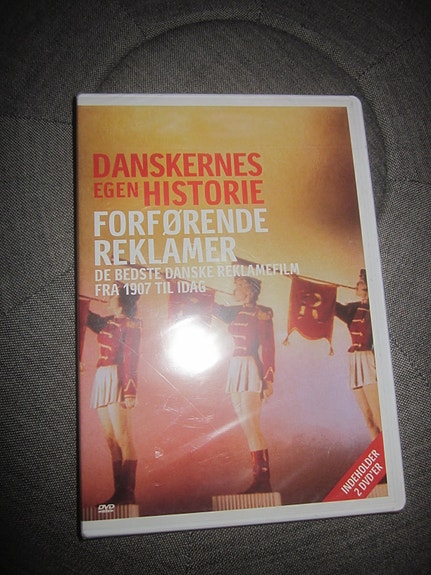 DANSKERNES
EGEN HISTORIE
FORFØRENDE
REKLAMER
DE BEDSTE DANSKE REKLAMEFILM
FRA 1907 TIL IDAG
INDEHOLDER
2 DVD'ER
DVD